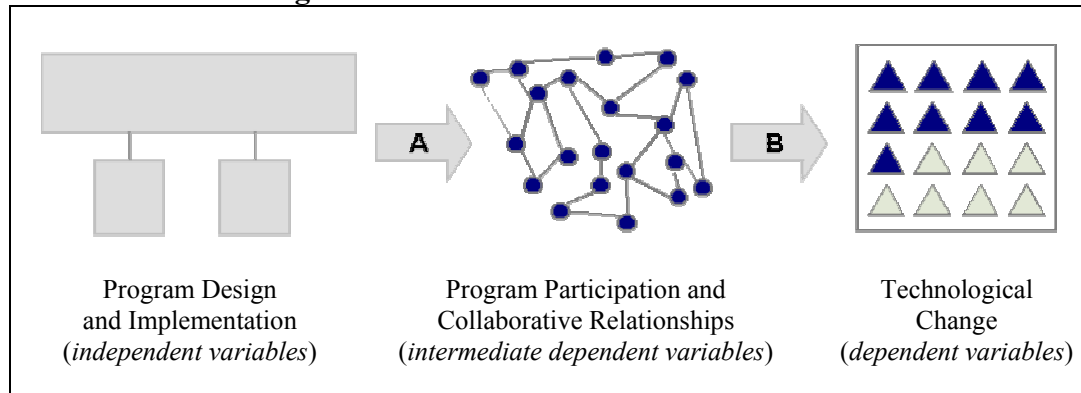 A
B
Program Design
and Implementation
(independent variables)
Program Participation and
Collaborative Relationships
(intermediate dependent variables)
Technological
Change
(dependent variables)